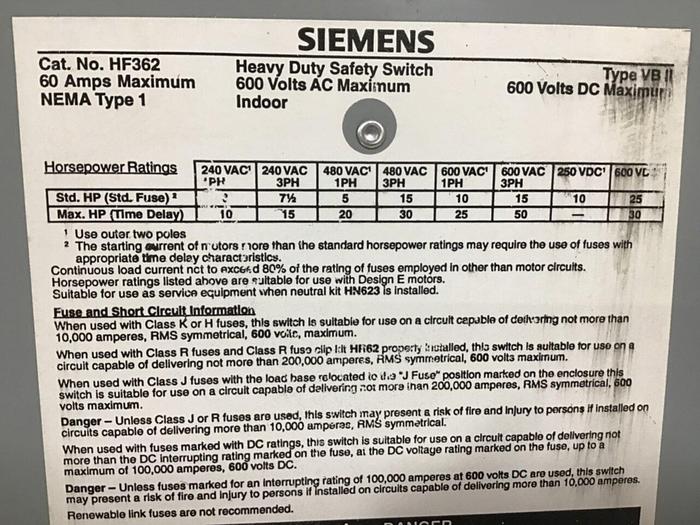 SIEMENS
Cat. No. HF362 Heavy Duty Safety Switch Type VB II
60 Amps Maximum 600 Volts AC Maximum 600 Volts DC Maximum
NEMA Type 1 Indoor
Horsepower Ratings 240 VAC¹ 240 VAC 480 VAC¹ 480 VAC 600 VAC¹ 600 VAC 250 VDC¹ 600 VDC
1PH 3PH 1PH 3PH 1PH 3PH
Std. HP (Std. Fuse) ² 7½ 5 15 10 15 10 25
Max. HP (Time Delay) 10 15 20 30 25 50 — 30
¹ Use outer two poles
² The starting current of motors more than the standard horsepower ratings may require the use of fuses with
appropriate time delay characteristics.
Continuous load current not to exceed 80% of the rating of fuses employed in other than motor circuits.
Horsepower ratings listed above are suitable for use with Design E motors.
Suitable for use as service equipment when neutral kit HN623 is installed.
Fuse and Short Circuit Information
When used with Class K or H fuses, this switch is suitable for use on a circuit capable of delivering not more than
10,000 amperes, RMS symmetrical, 600 volts, maximum.
When used with Class R fuses and Class R fuse clip kit HR62 properly installed, this switch is suitable for use on a
circuit capable of delivering not more than 200,000 amperes, RMS symmetrical, 600 volts maximum.
When used with Class J fuses with the load base relocated to the "J Fuse" position marked on the enclosure this
switch is suitable for use on a circuit capable of delivering not more than 200,000 amperes, RMS symmetrical, 600
volts maximum.
Danger – Unless Class J or R fuses are used, this switch may present a risk of fire and injury to persons if installed on
circuits capable of delivering more than 10,000 amperes, RMS symmetrical.
When used with fuses marked with DC ratings, this switch is suitable for use on a circuit capable of delivering not
more than the DC interrupting rating marked on the fuse, at the DC voltage rating marked on the fuse, up to a
maximum of 100,000 amperes, 600 volts DC.
Danger – Unless fuses marked for an interrupting rating of 100,000 amperes at 600 volts DC are used, this switch
may present a risk of fire and injury to persons if installed on circuits capable of delivering more than 10,000 amperes.
Renewable link fuses are not recommended.
DANGER